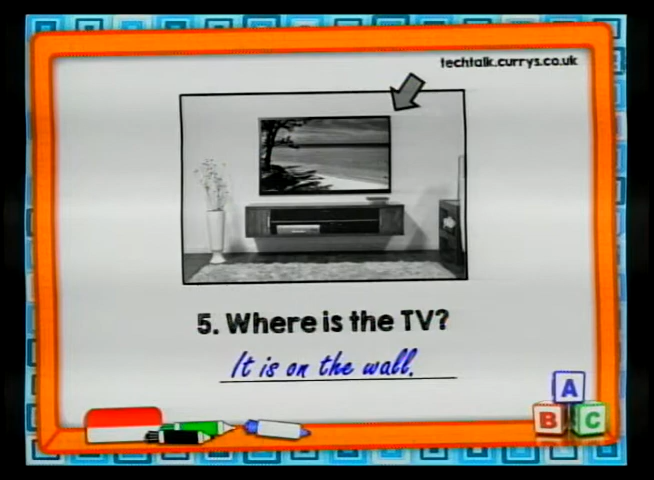 techtalk.currys.co.uk
5. Where is the TV?
It is on the wall.
A
B C